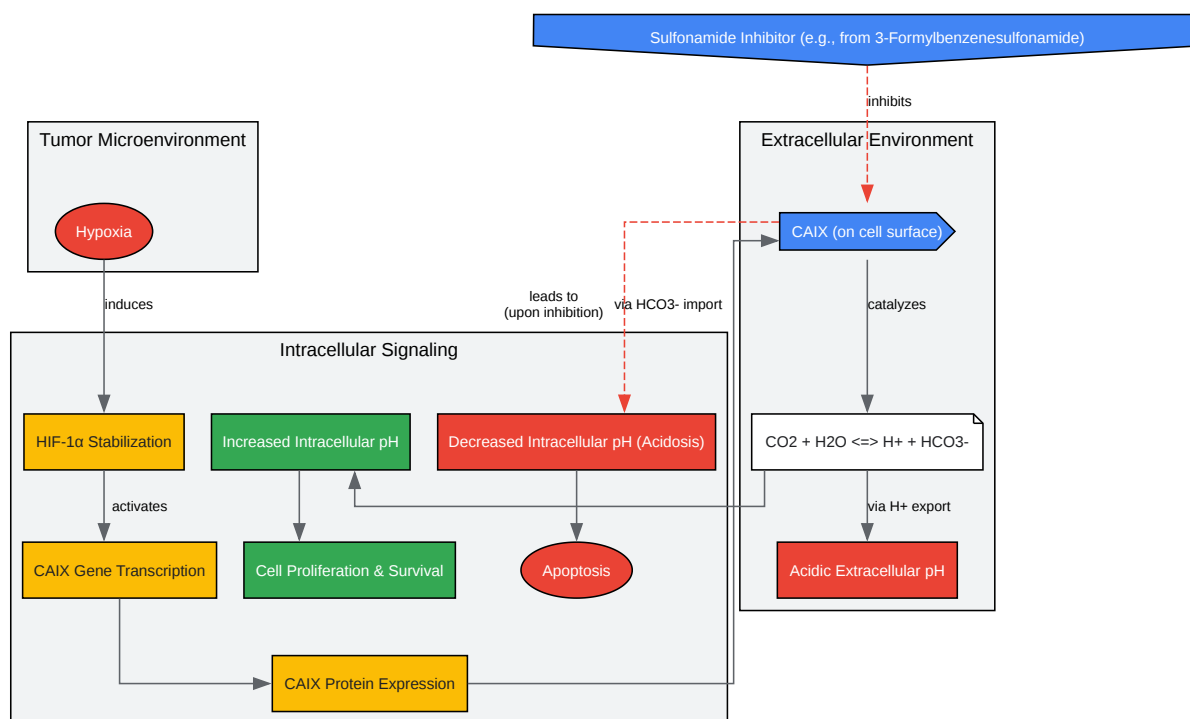 Sulfonamide Inhibitor (e.g., from 3-Formylbenzenesulfonamide)
inhibits
Tumor Microenvironment
Extracellular Environment
Hypoxia
CAIX (on cell surface)
induces
leads to
(upon inhibition)
via HCO3- import
catalyzes
Intracellular Signaling
HIF-1α Stabilization
Increased Intracellular pH
Decreased Intracellular pH (Acidosis)
CO2 + H2O <=> H+ + HCO3-
activates
via H+ export
CAIX Gene Transcription
Cell Proliferation & Survival
Apoptosis
Acidic Extracellular pH
CAIX Protein Expression